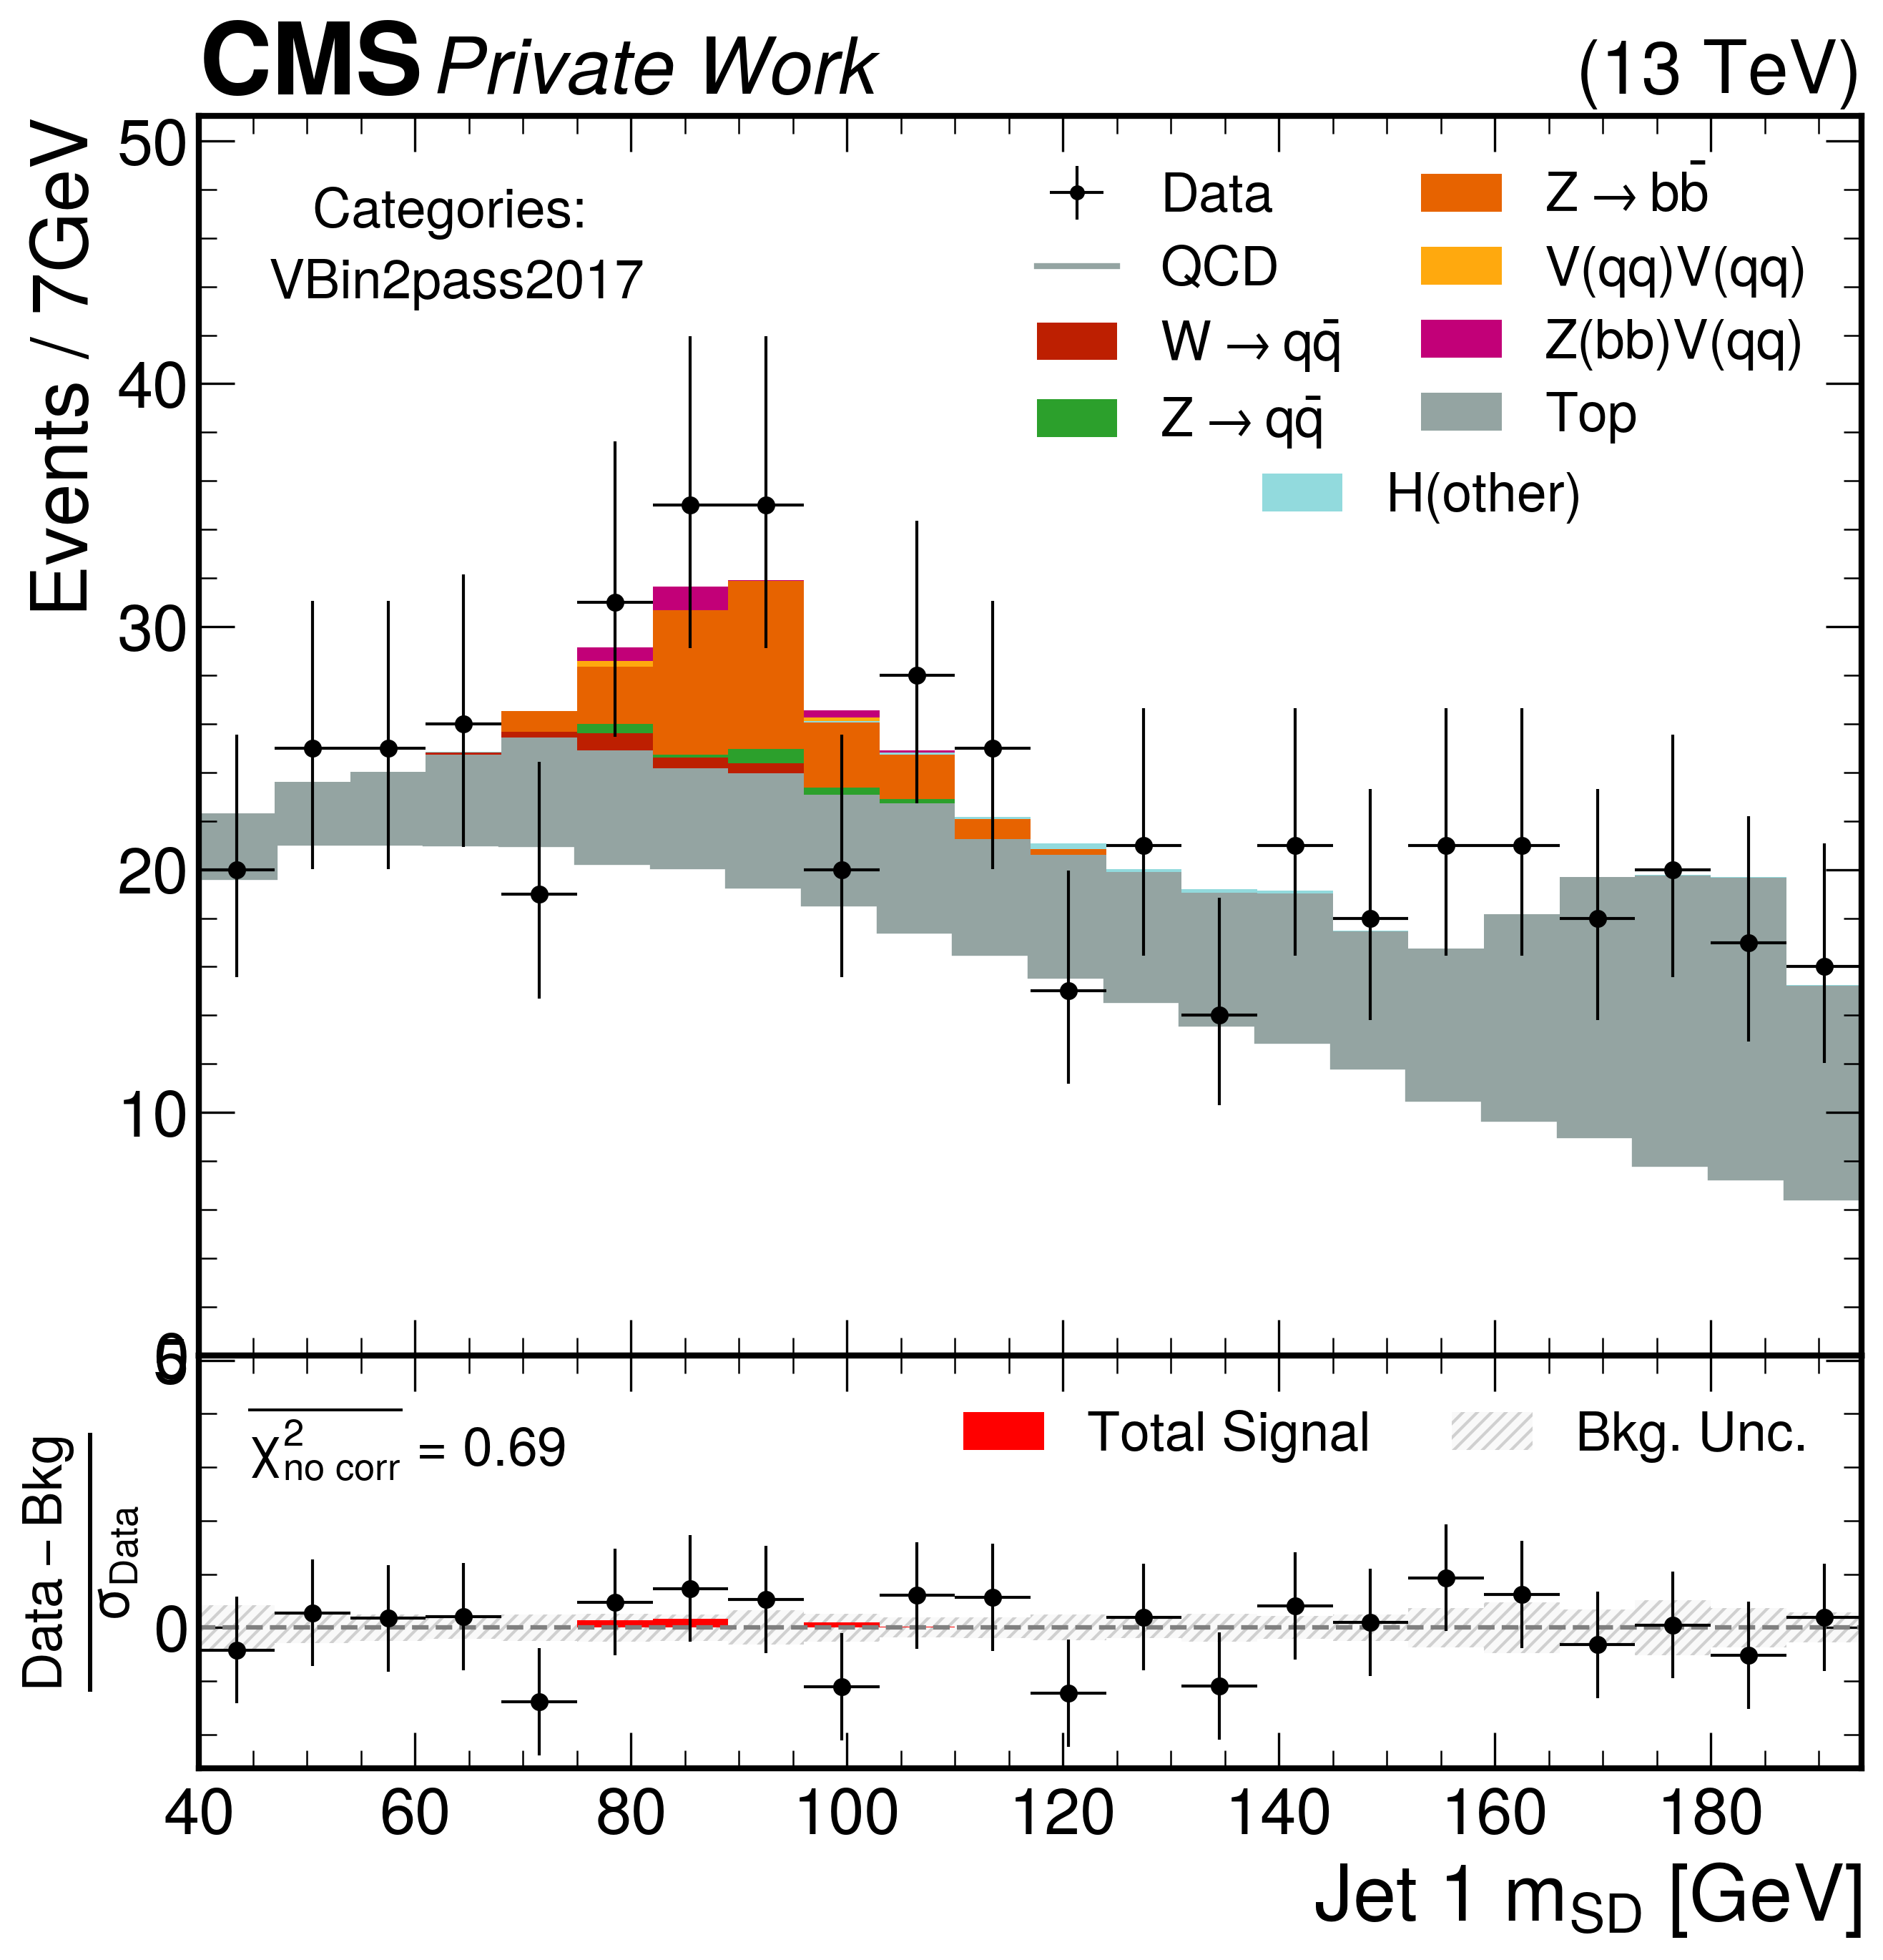 CMS Private Work (13 TeV)
Events / 7GeV
50
40
30
20
10
0
Categories:
VBin2pass2017
Data
QCD
W → qq̄
Z → qq̄
Z → bb̄
V(qq)V(qq)
Z(bb)V(qq)
Top
H(other)
Data − Bkg
σData
5
0
χ²no corr = 0.69
Total Signal
Bkg. Unc.
40 60 80 100 120 140 160 180
Jet 1 mSD [GeV]